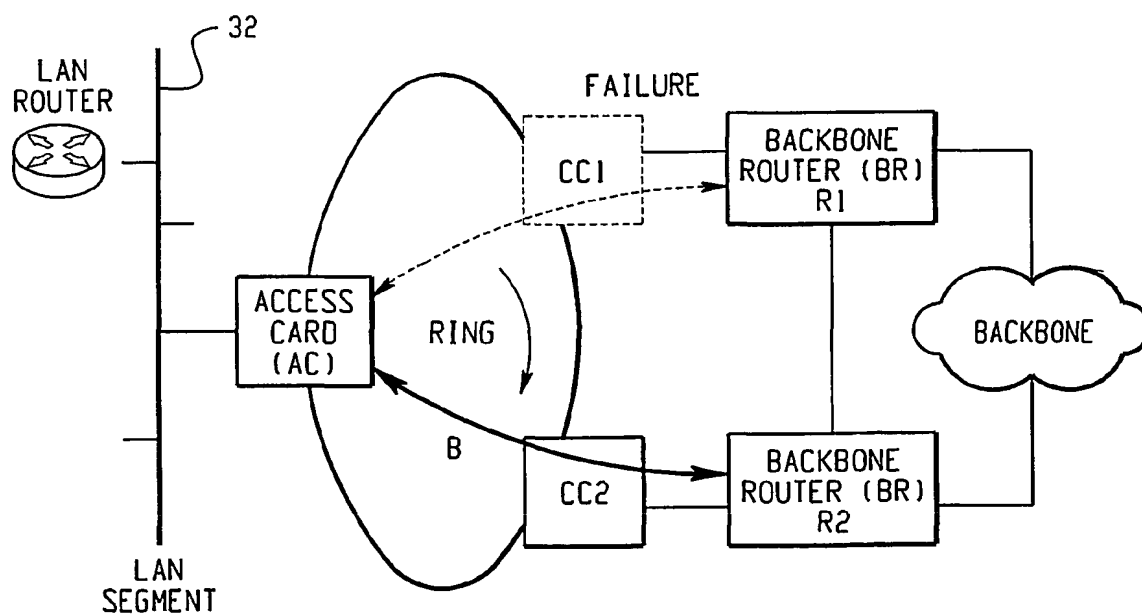 32
LAN
ROUTER
FAILURE
CC1
BACKBONE
ROUTER (BR)
R1
ACCESS
CARD
(AC)
RING
BACKBONE
B
CC2
BACKBONE
ROUTER (BR)
R2
LAN
SEGMENT